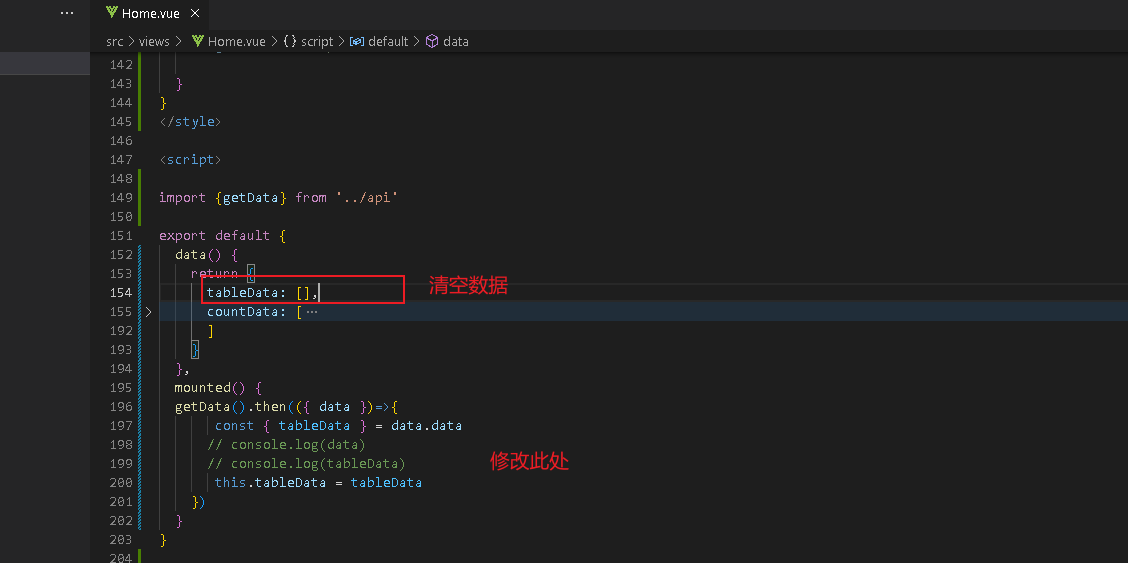 ··· Home.vue ×
src > views > Home.vue > {} script > default > data
142
143 }
144 }
145 </style>
146
147 <script>
148
149 import {getData} from '../api'
150
151 export default {
152 data() {
153 return {
154 tableData: [], 清空数据
155 countData: [ ···
192 ]
193 }
194 },
195 mounted() {
196 getData().then(({ data })=>{
197 const { tableData } = data.data
198 // console.log(data)
199 // console.log(tableData) 修改此处
200 this.tableData = tableData
201 })
202 }
203 }
204